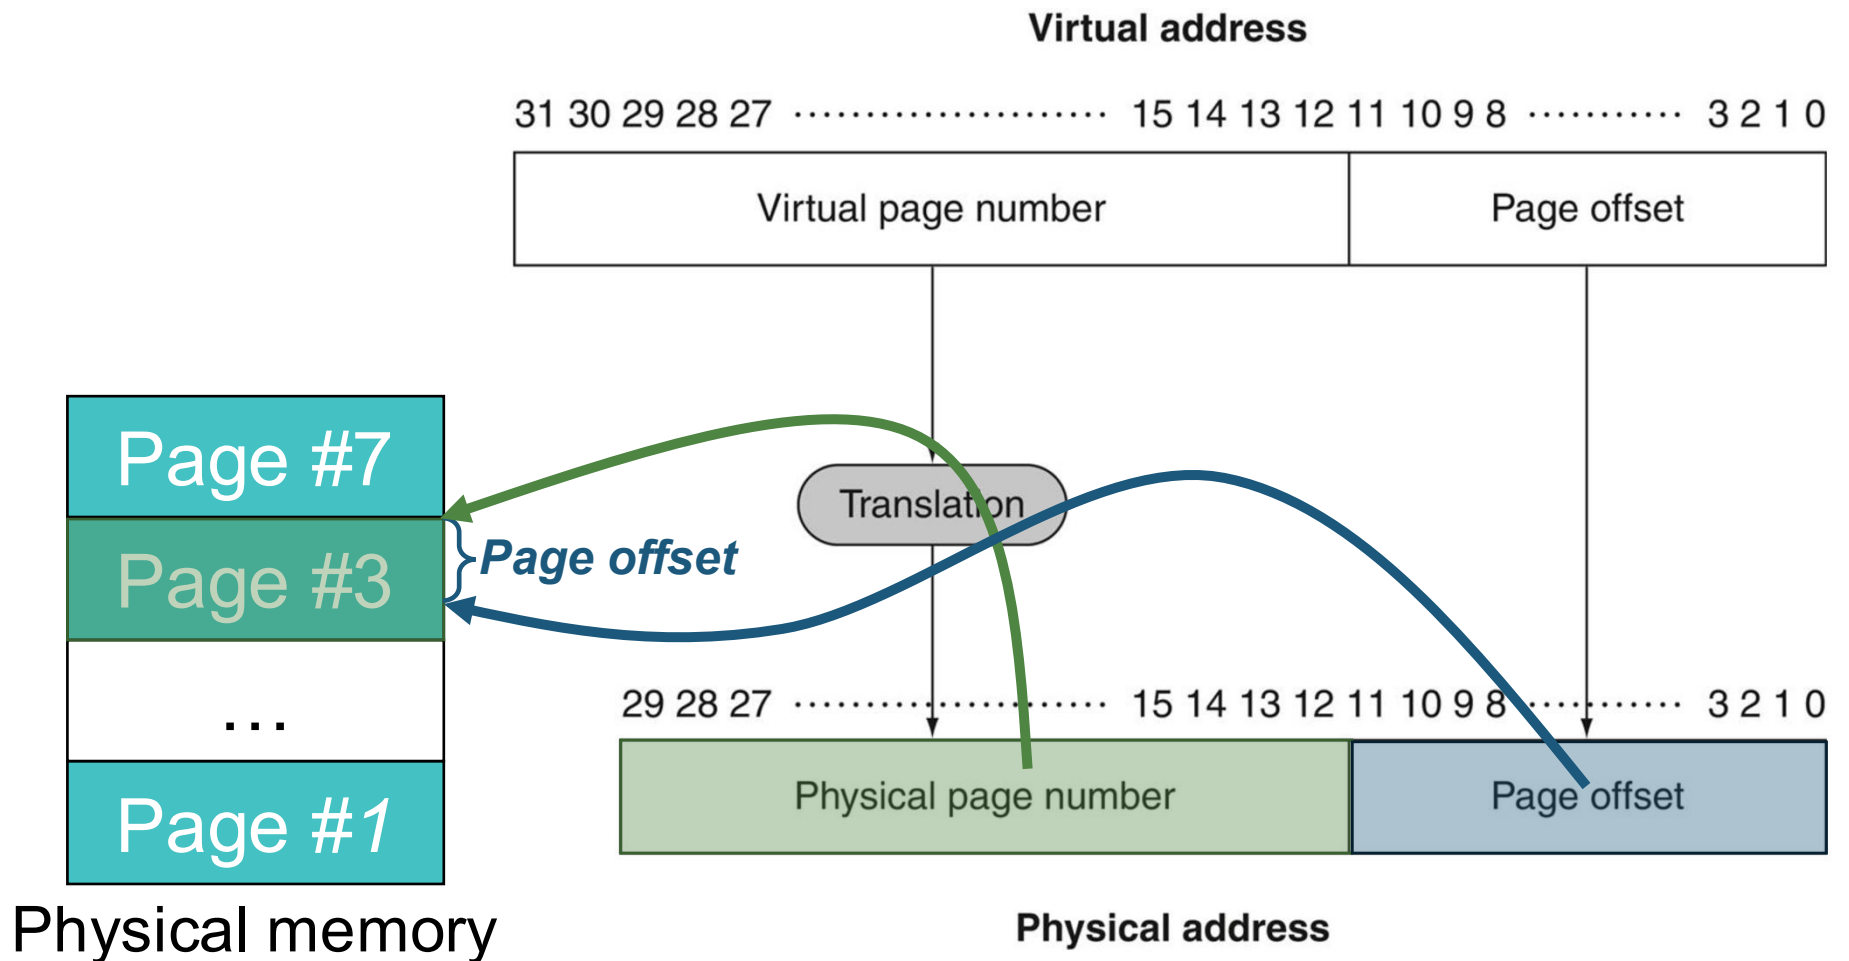 Virtual address
31 30 29 28 27 ······················ 15 14 13 12 11 10 9 8 ··········· 3 2 1 0
Virtual page number
Page offset
Page #7
Page #3
...
Page #1
Physical memory
Page offset
Translation
29 28 27 ······················ 15 14 13 12 11 10 9 8 ··········· 3 2 1 0
Physical page number
Page offset
Physical address